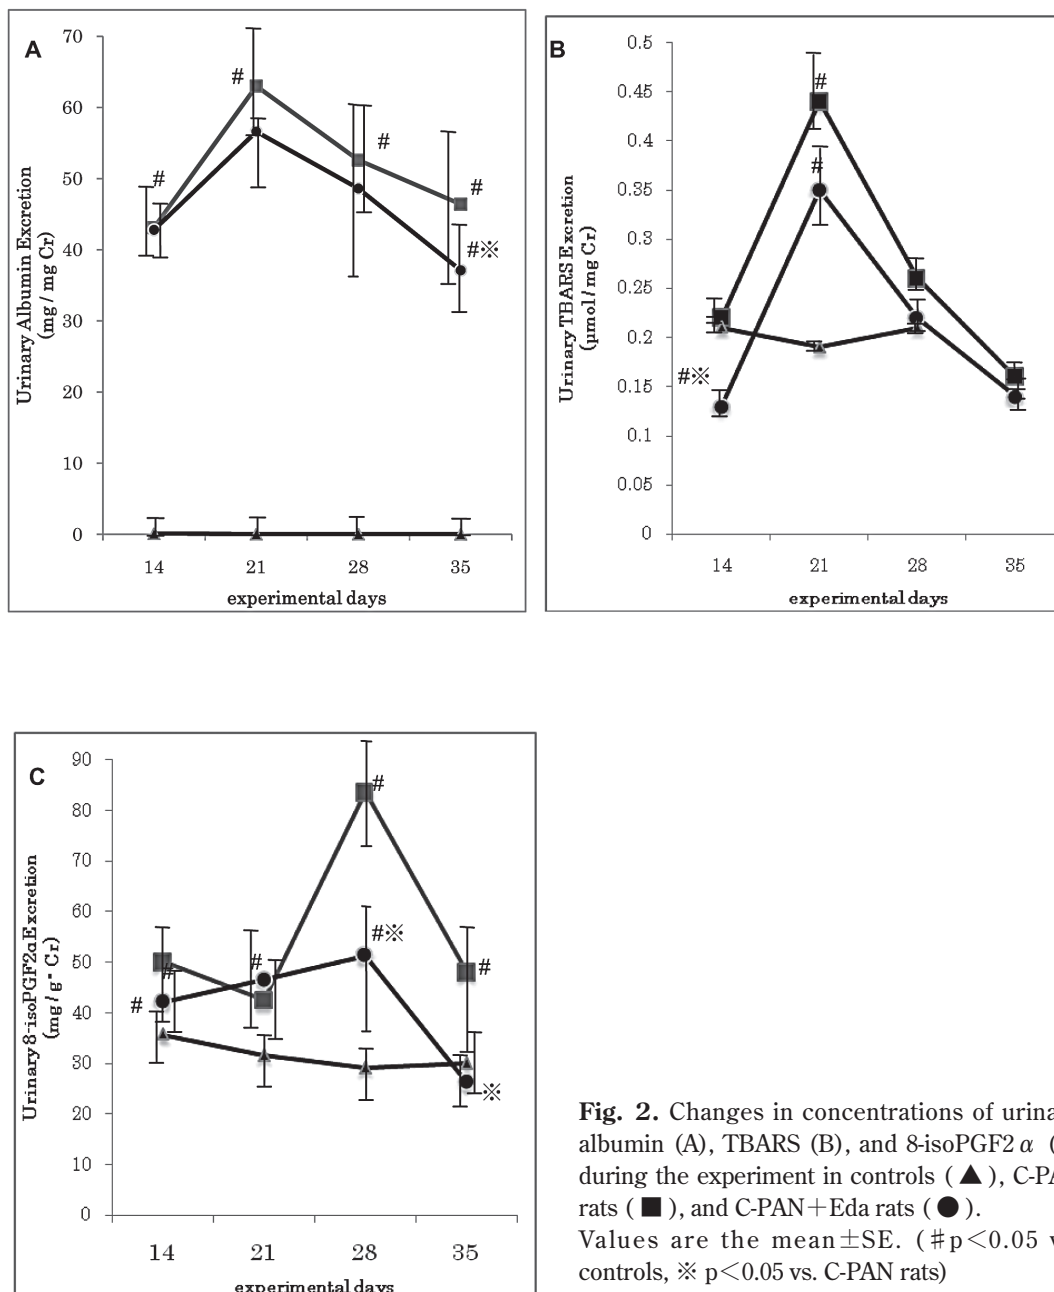 A
70
60
50
40
30
20
10
0
#
#
#
#
#※
14 21 28 35
experimental days
Urinary Albumin Excretion
(mg / mg Cr)
B
0.5
0.45
0.4
0.35
0.3
0.25
0.2
0.15
0.1
0.05
0
#
#
#※
14 21 28 35
experimental days
Urinary TBARS Excretion
(μmol / mg Cr)
C
90
80
70
60
50
40
30
20
10
0
#
#※
#
#
#
#
※
14 21 28 35
experimental days
Urinary 8-isoPGF2α Excretion
(mg / g・Cr)
Fig. 2. Changes in concentrations of
albumin (A), TBARS (B), and 8-isoPGF2α
during the experiment in controls (▲),
rats (■), and C-PAN+Eda rats (●).
Values are the mean±SE. (#p<0.05
controls, ※ p<0.05 vs. C-PAN rats)